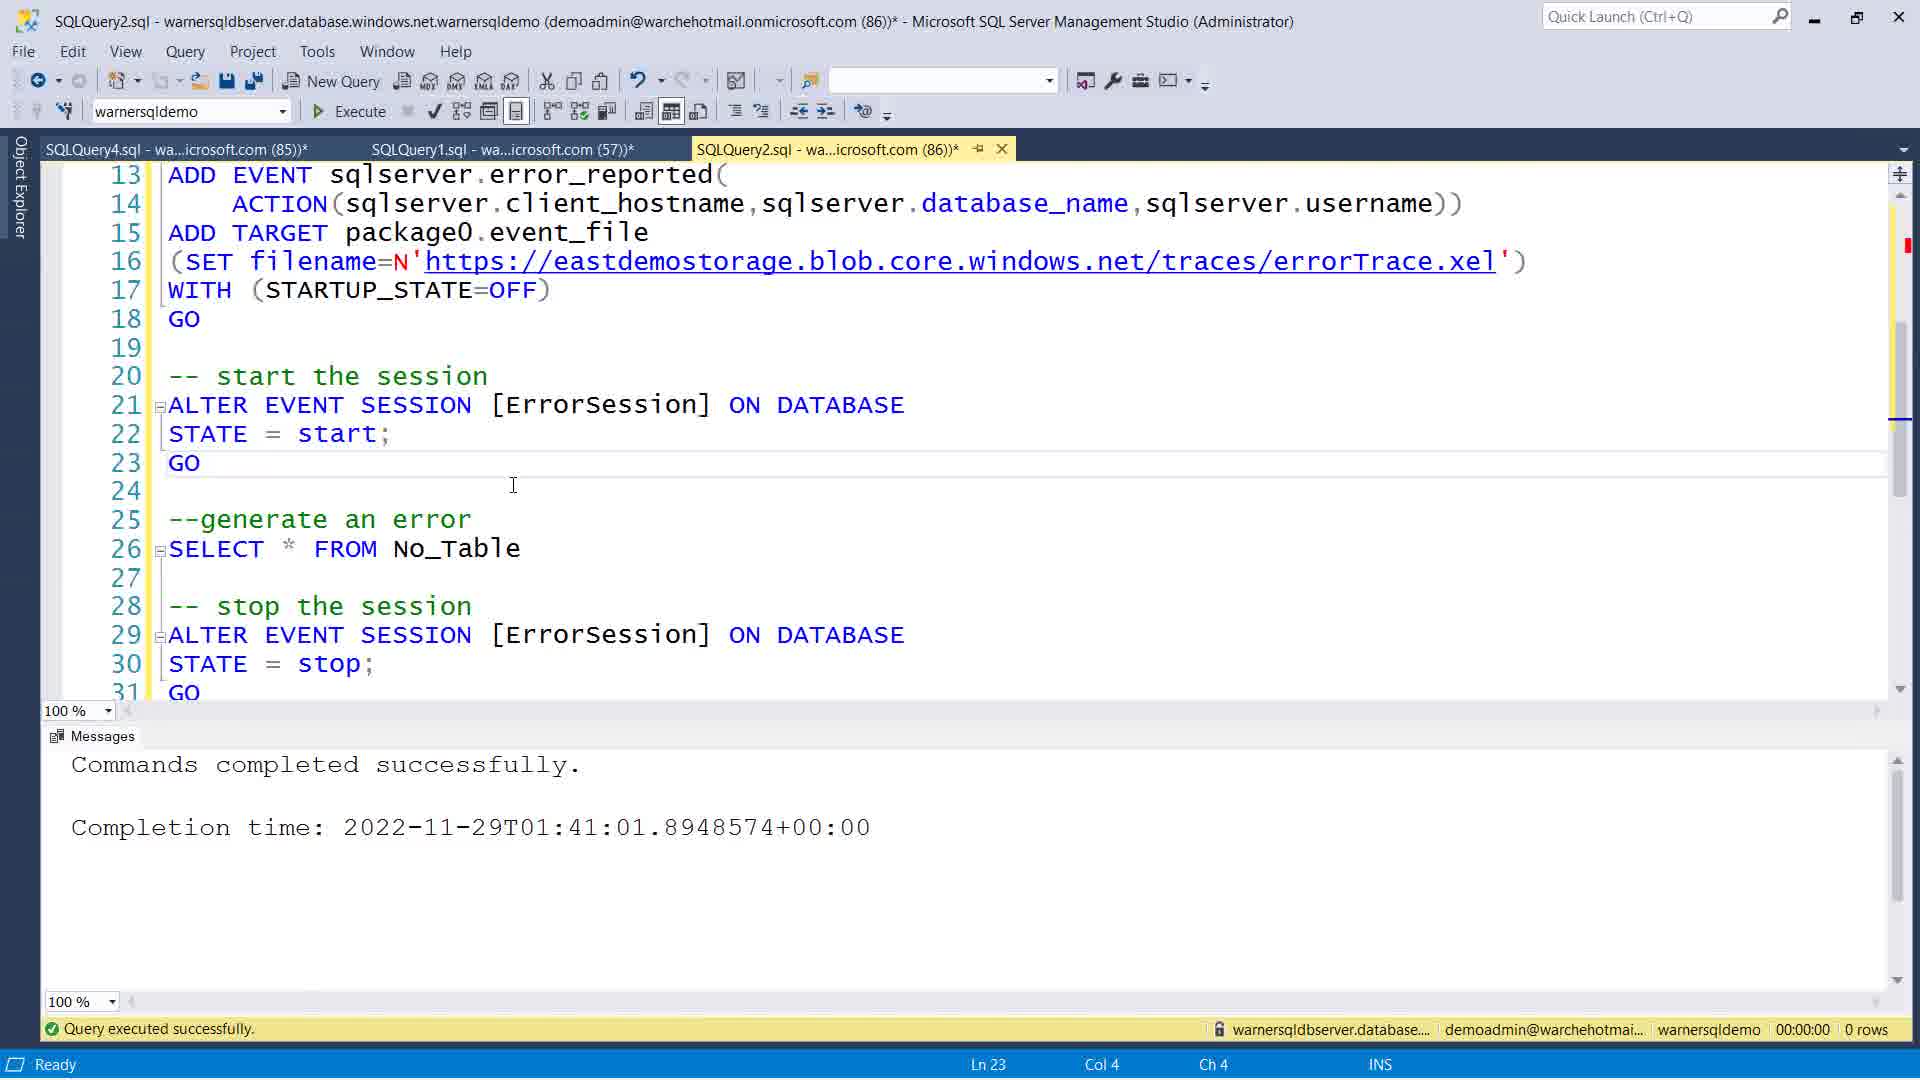 SQLQuery2.sql - warnersqldbserver.database.windows.net.warnersqldemo (demoadmin@warchehotmail.onmicrosoft.com (86))* - Microsoft SQL Server Management Studio (Administrator)
Quick Launch (Ctrl+Q)
File Edit View Query Project Tools Window Help
New Query MDX DMX XMLA DAX
warnersqldemo Execute
Object Explorer
SQLQuery4.sql - wa...icrosoft.com (85))* SQLQuery1.sql - wa...icrosoft.com (57))* SQLQuery2.sql - wa...icrosoft.com (86))*
13 ADD EVENT sqlserver.error_reported(
14 ACTION(sqlserver.client_hostname,sqlserver.database_name,sqlserver.username))
15 ADD TARGET package0.event_file
16 (SET filename=N'https://eastdemostorage.blob.core.windows.net/traces/errorTrace.xel')
17 WITH (STARTUP_STATE=OFF)
18 GO
19
20 -- start the session
21 ALTER EVENT SESSION [ErrorSession] ON DATABASE
22 STATE = start;
23 GO
24
25 --generate an error
26 SELECT * FROM No_Table
27
28 -- stop the session
29 ALTER EVENT SESSION [ErrorSession] ON DATABASE
30 STATE = stop;
31 GO
100 %
Messages
Commands completed successfully.
Completion time: 2022-11-29T01:41:01.8948574+00:00
100 %
Query executed successfully. warnersqldbserver.database.... demoadmin@warchehotmai... warnersqldemo 00:00:00 0 rows
Ready Ln 23 Col 4 Ch 4 INS